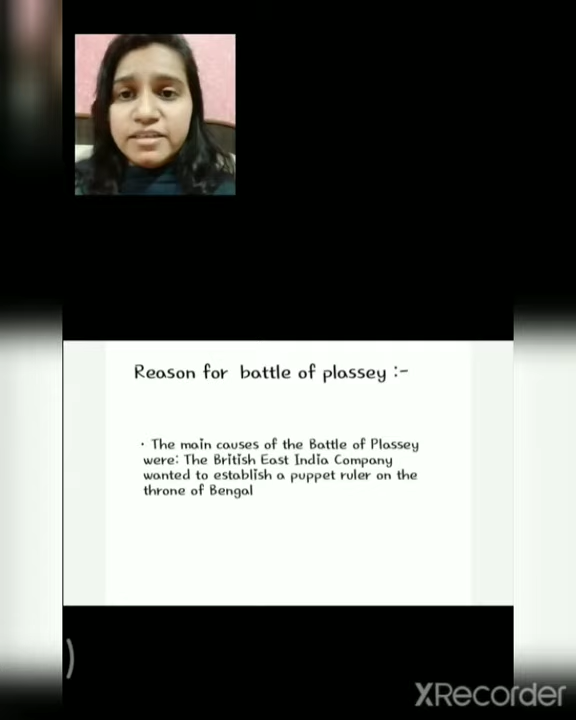 Reason for battle of plassey :-
· The main causes of the Battle of Plassey
were: The British East India Company
wanted to establish a puppet ruler on the
throne of Bengal
)
XRecorder